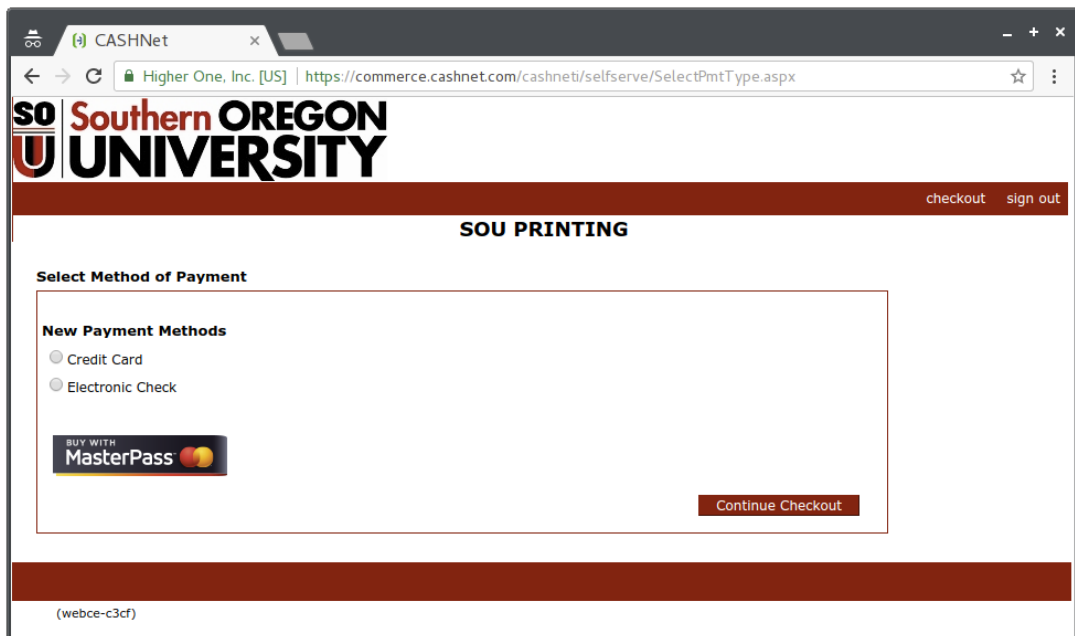 CASHNet
Higher One, Inc. [US] | https://commerce.cashnet.com/cashneti/selfserve/SelectPmtType.aspx
SO
U
Southern OREGON
UNIVERSITY
checkout sign out
SOU PRINTING
Select Method of Payment
New Payment Methods
Credit Card
Electronic Check
BUY WITH
MasterPass
Continue Checkout
(webce-c3cf)